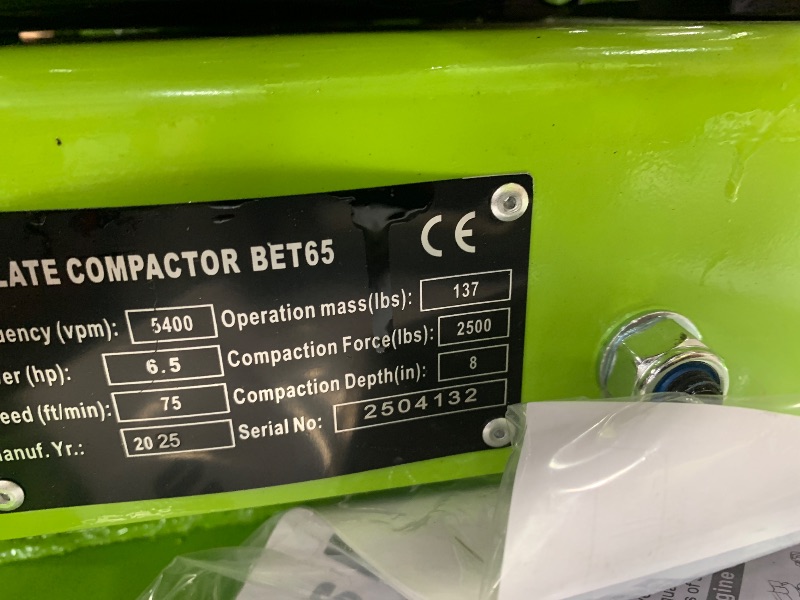 LATE COMPACTOR BET65 CE
uency (vpm): 5400 Operation mass(lbs): 137
er (hp): 6.5 Compaction Force(lbs): 2500
eed (ft/min): 75 Compaction Depth(in): 8
anuf. Yr.: 2025 Serial No: 2504132
gine